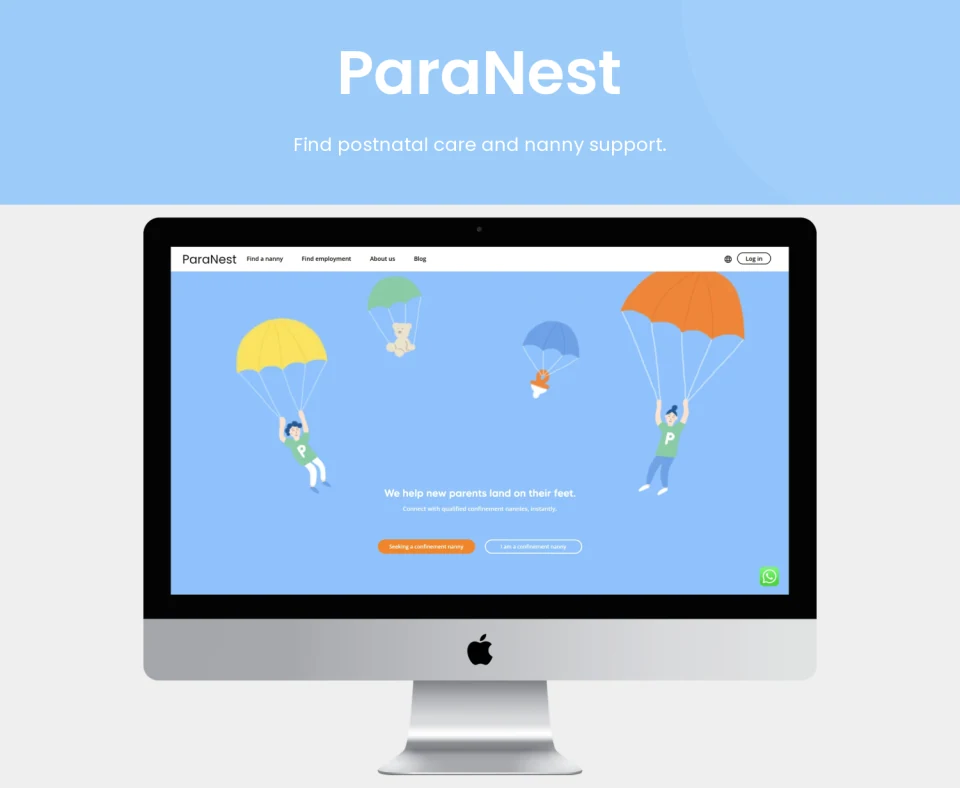 ParaNest
Find postnatal care and nanny support.
ParaNest Find a nanny Find employment About us Blog Log in
P
P
We help new parents land on their feet.
Connect with qualified confinement nannies, instantly.
Seeking a confinement nanny I am a confinement nanny